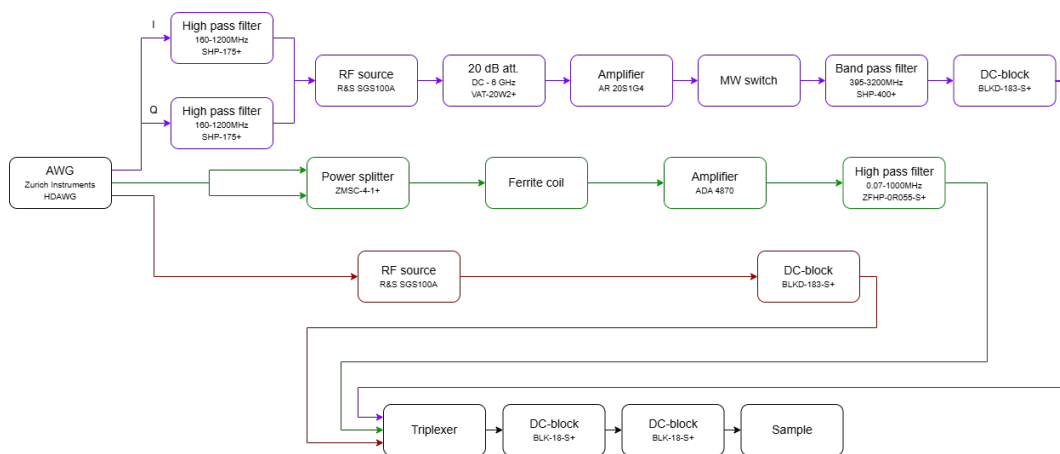 I
High pass filter
160-1200MHz
SHP-175+
RF source
R&S SGS100A
20 dB att.
DC - 6 GHz
VAT-20W2+
Amplifier
AR 20S1G4
MW switch
Band pass filter
395-3200MHz
SHP-400+
DC-block
BLKD-183-S+
Q
High pass filter
160-1200MHz
SHP-175+
AWG
Zurich Instruments
HDAWG
Power splitter
ZMSC-4-1+
Ferrite coil
Amplifier
ADA 4870
High pass filter
0.07-1000MHz
ZFHP-0R055-S+
RF source
R&S SGS100A
DC-block
BLKD-183-S+
Triplexer
DC-block
BLK-18-S+
DC-block
BLK-18-S+
Sample